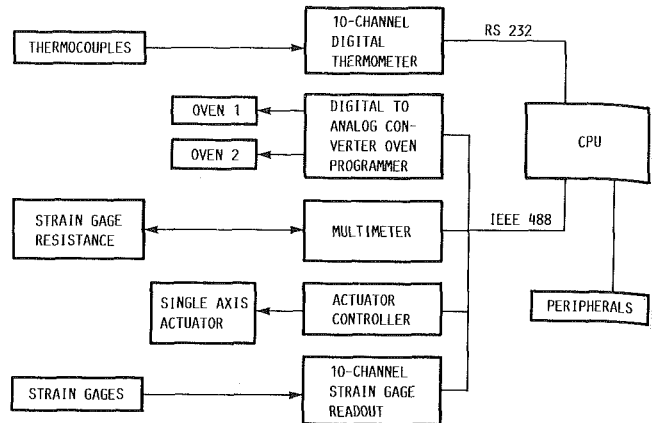 THERMOCOUPLES
10-CHANNEL
DIGITAL
THERMOMETER
RS 232
OVEN 1
OVEN 2
DIGITAL TO
ANALOG CON-
VERTER OVEN
PROGRAMMER
CPU
STRAIN GAGE
RESISTANCE
MULTIMETER
IEEE 488
SINGLE AXIS
ACTUATOR
ACTUATOR
CONTROLLER
PERIPHERALS
STRAIN GAGES
10-CHANNEL
STRAIN GAGE
READOUT